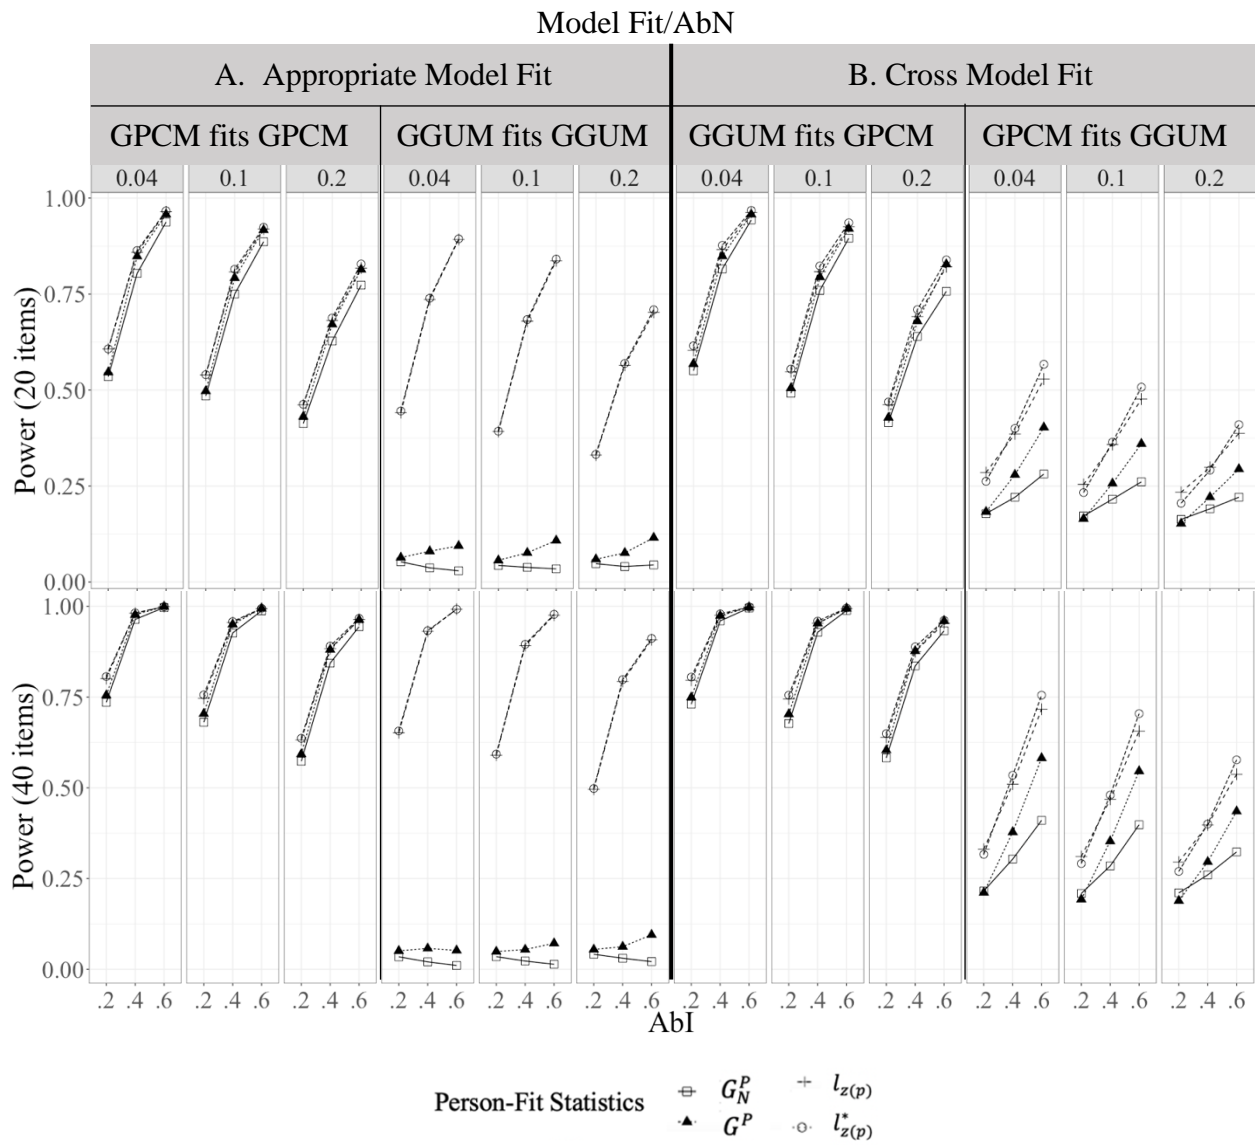 Model Fit/AbN
A. Appropriate Model Fit B. Cross Model Fit
GPCM fits GPCM GGUM fits GGUM GGUM fits GPCM GPCM fits GGUM
0.04 0.1 0.2 0.04 0.1 0.2 0.04 0.1 0.2 0.04 0.1 0.2
Power (20 items)
1.00
0.75
0.50
0.25
0.00
Power (40 items)
1.00
0.75
0.50
0.25
0.00
.2 .4 .6 .2 .4 .6 .2 .4 .6 .2 .4 .6 .2 .4 .6 .2 .4 .6 .2 .4 .6 .2 .4 .6 .2 .4 .6 .2 .4 .6 .2 .4 .6 .2 .4 .6
AbI
Person-Fit Statistics
$G_N^P$ $l_{z(p)}$
$G^P$ $l_{z(p)}^*$